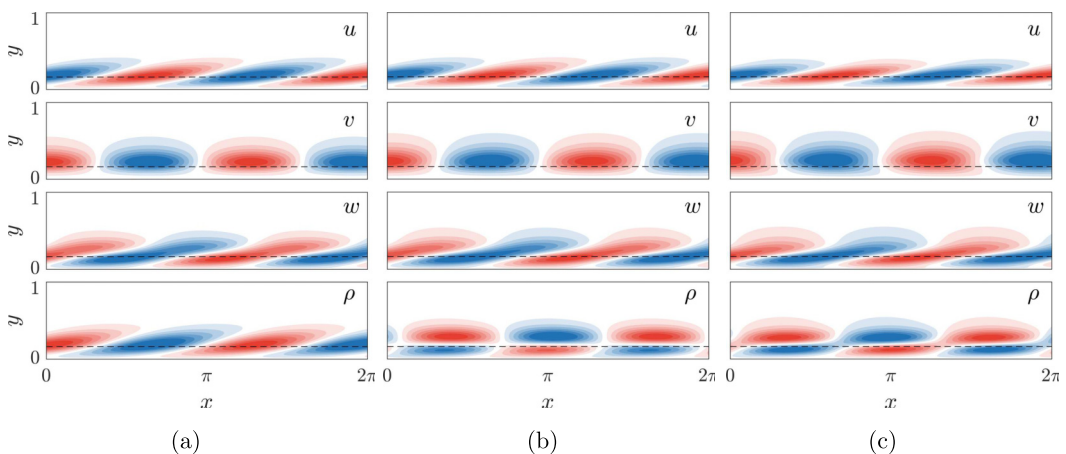 1 y 0 u u u
1 y 0 v v v
1 y 0 w w w
1 y 0 ρ ρ ρ
0 π 2π 0 π 2π 0 π 2π
x x x
(a) (b) (c)